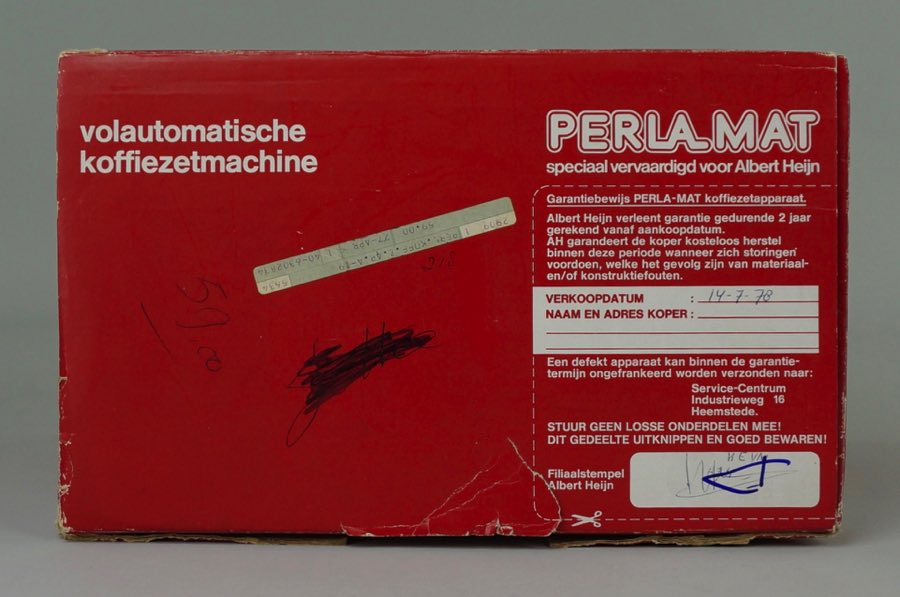 volautomatische
koffiezetmachine
PERLA MAT
speciaal vervaardigd voor Albert Heijn
Garantiebewijs PERLA-MAT koffiezetapparaat.
Albert Heijn verleent garantie gedurende 2 jaar
gerekend vanaf aankoopdatum.
AH garandeert de koper kosteloos herstel
binnen deze periode wanneer zich storingen
voordoen, welke het gevolg zijn van materiaal-
en/of konstruktiefouten.
VERKOOPDATUM : 14-7-78
NAAM EN ADRES KOPER :
Een defekt apparaat kan binnen de garantie-
termijn ongefrankeerd worden verzonden naar:
Service-Centrum
Industrieweg 16
Heemstede.
STUUR GEEN LOSSE ONDERDELEN MEE!
DIT GEDEELTE UITKNIPPEN EN GOED BEWAREN!
Filiaalstempel
Albert Heijn
59.00